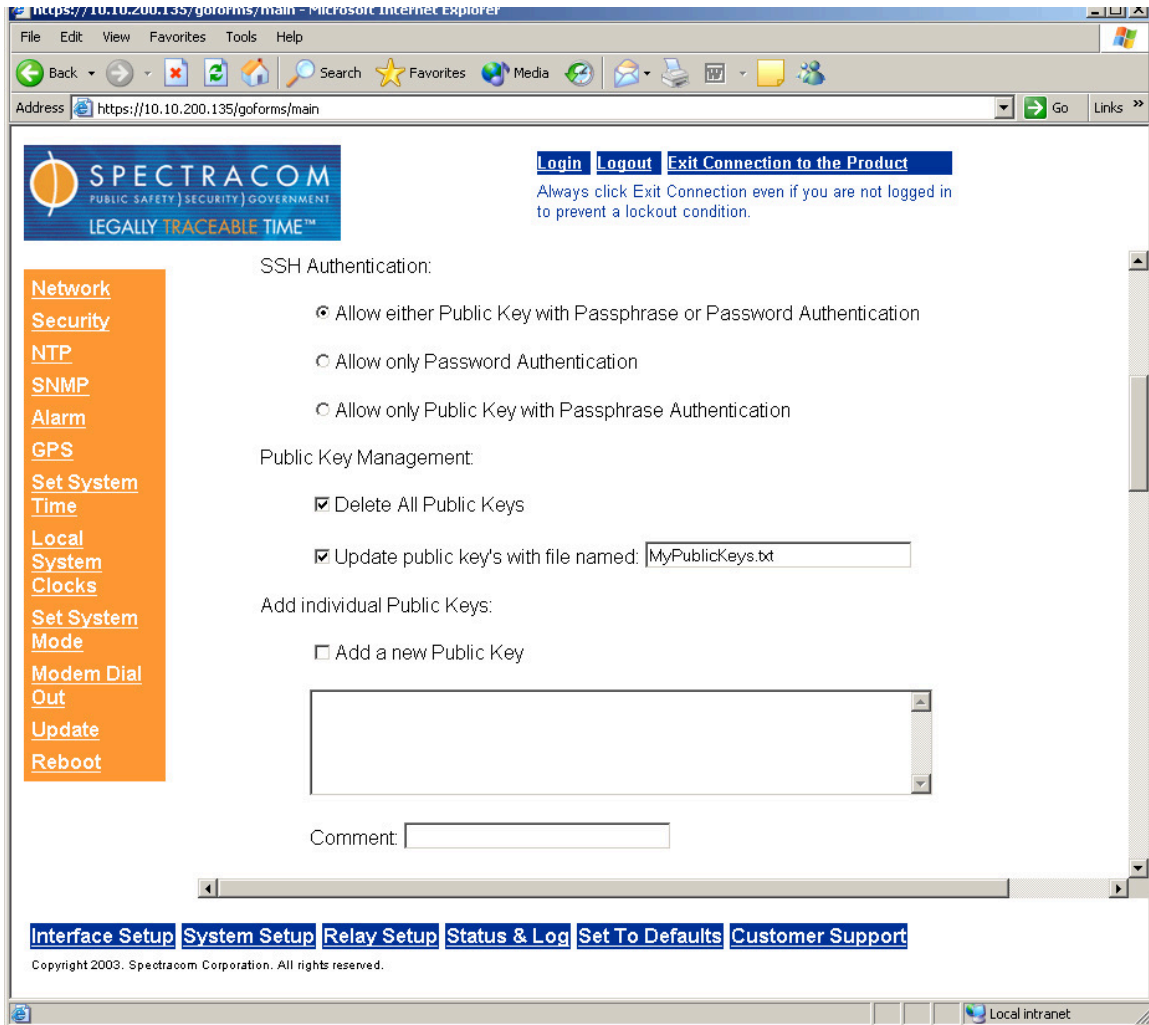 https://10.10.200.135/goforms/main - Microsoft Internet Explorer
File Edit View Favorites Tools Help
Back Search Favorites Media
Address https://10.10.200.135/goforms/main Go Links »
SPECTRACOM
PUBLIC SAFETY ) SECURITY ) GOVERNMENT
LEGALLY TRACEABLE TIME™
Login Logout Exit Connection to the Product
Always click Exit Connection even if you are not logged in
to prevent a lockout condition.
Network
Security
NTP
SNMP
Alarm
GPS
Set System
Time
Local
System
Clocks
Set System
Mode
Modem Dial
Out
Update
Reboot
SSH Authentication:
Allow either Public Key with Passphrase or Password Authentication
Allow only Password Authentication
Allow only Public Key with Passphrase Authentication
Public Key Management:
Delete All Public Keys
Update public key's with file named: MyPublicKeys.txt
Add individual Public Keys:
Add a new Public Key
Comment:
Interface Setup System Setup Relay Setup Status & Log Set To Defaults Customer Support
Copyright 2003. Spectracom Corporation. All rights reserved.
Local intranet